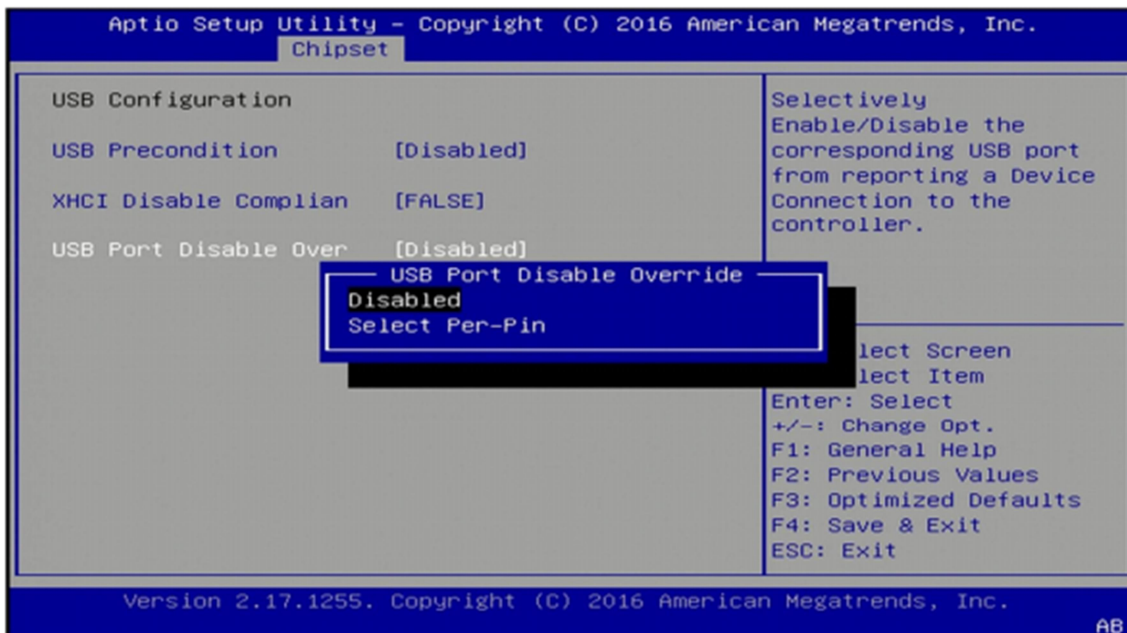 Aptio Setup Utility – Copyright (C) 2016 American Megatrends, Inc.
Chipset
USB Configuration
USB Precondition [Disabled]
XHCI Disable Complian [FALSE]
USB Port Disable Over [Disabled]
USB Port Disable Override
Disabled
Select Per-Pin
Selectively
Enable/Disable the
corresponding USB port
from reporting a Device
Connection to the
controller.
lect Screen
lect Item
Enter: Select
+/-: Change Opt.
F1: General Help
F2: Previous Values
F3: Optimized Defaults
F4: Save & Exit
ESC: Exit
Version 2.17.1255. Copyright (C) 2016 American Megatrends, Inc.
AB